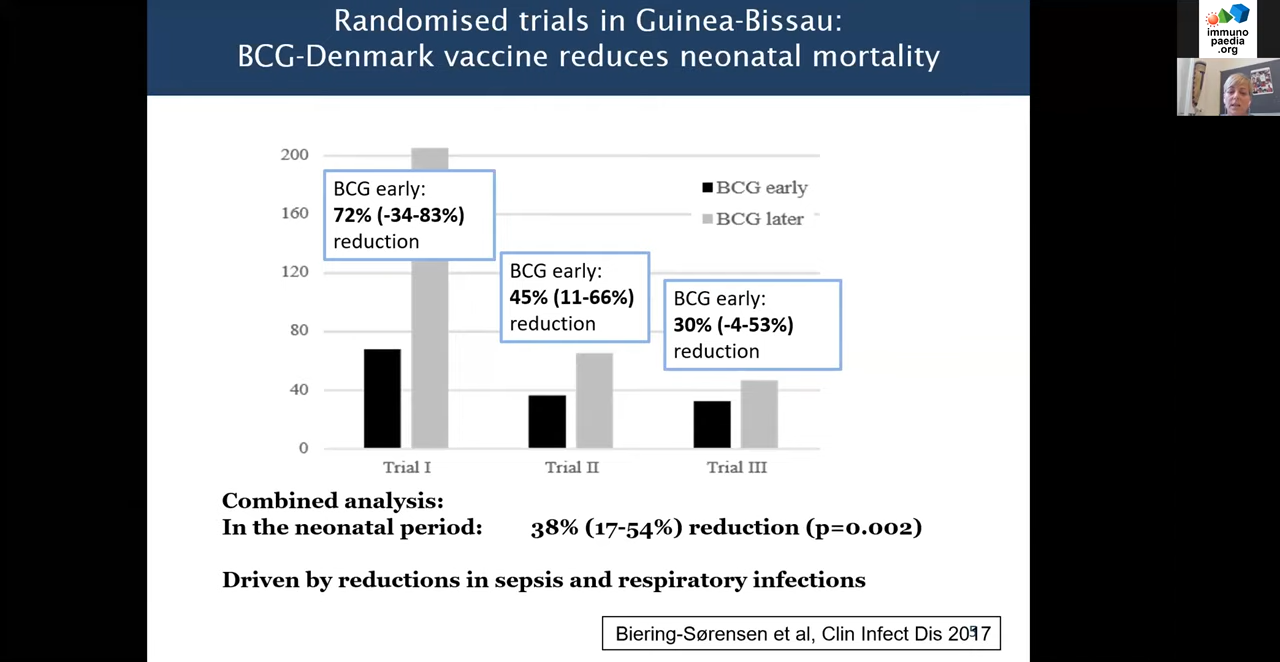 Randomised trials in Guinea-Bissau:
BCG-Denmark vaccine reduces neonatal mortality
immuno
paedia
.org
200
160
120
80
40
0
BCG early:
72% (-34-83%)
reduction
BCG early:
45% (11-66%)
reduction
BCG early:
30% (-4-53%)
reduction
BCG early
BCG later
Trial I
Trial II
Trial III
Combined analysis:
In the neonatal period: 38% (17-54%) reduction (p=0.002)
Driven by reductions in sepsis and respiratory infections
Biering-Sørensen et al, Clin Infect Dis 2017